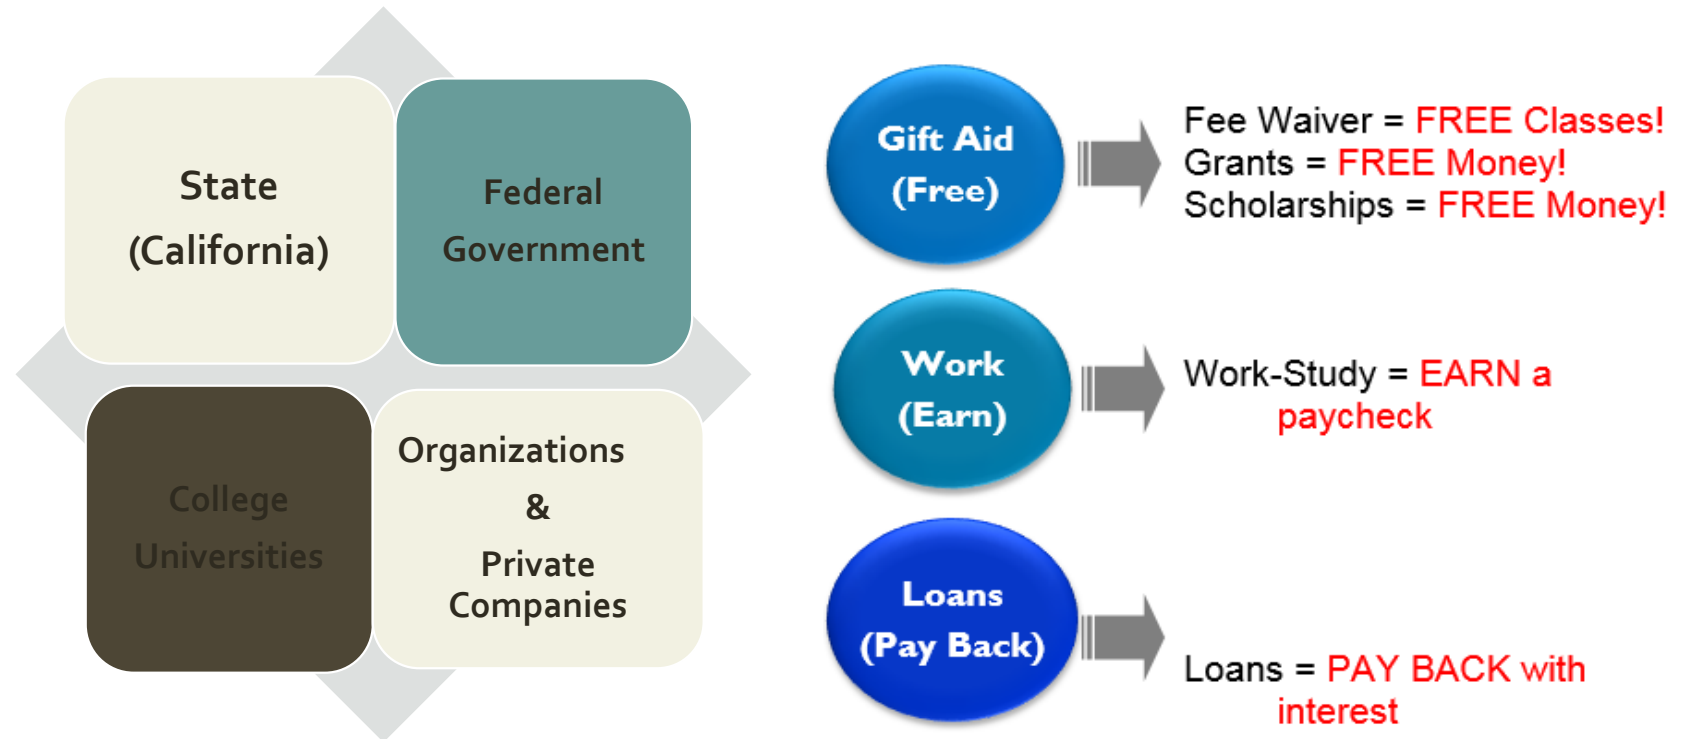 State
(California)
Federal
Government
College
Universities
Organizations
&
Private
Companies
Gift Aid
(Free)
Fee Waiver = FREE Classes!
Grants = FREE Money!
Scholarships = FREE Money!
Work
(Earn)
Work-Study = EARN a
paycheck
Loans
(Pay Back)
Loans = PAY BACK with
interest